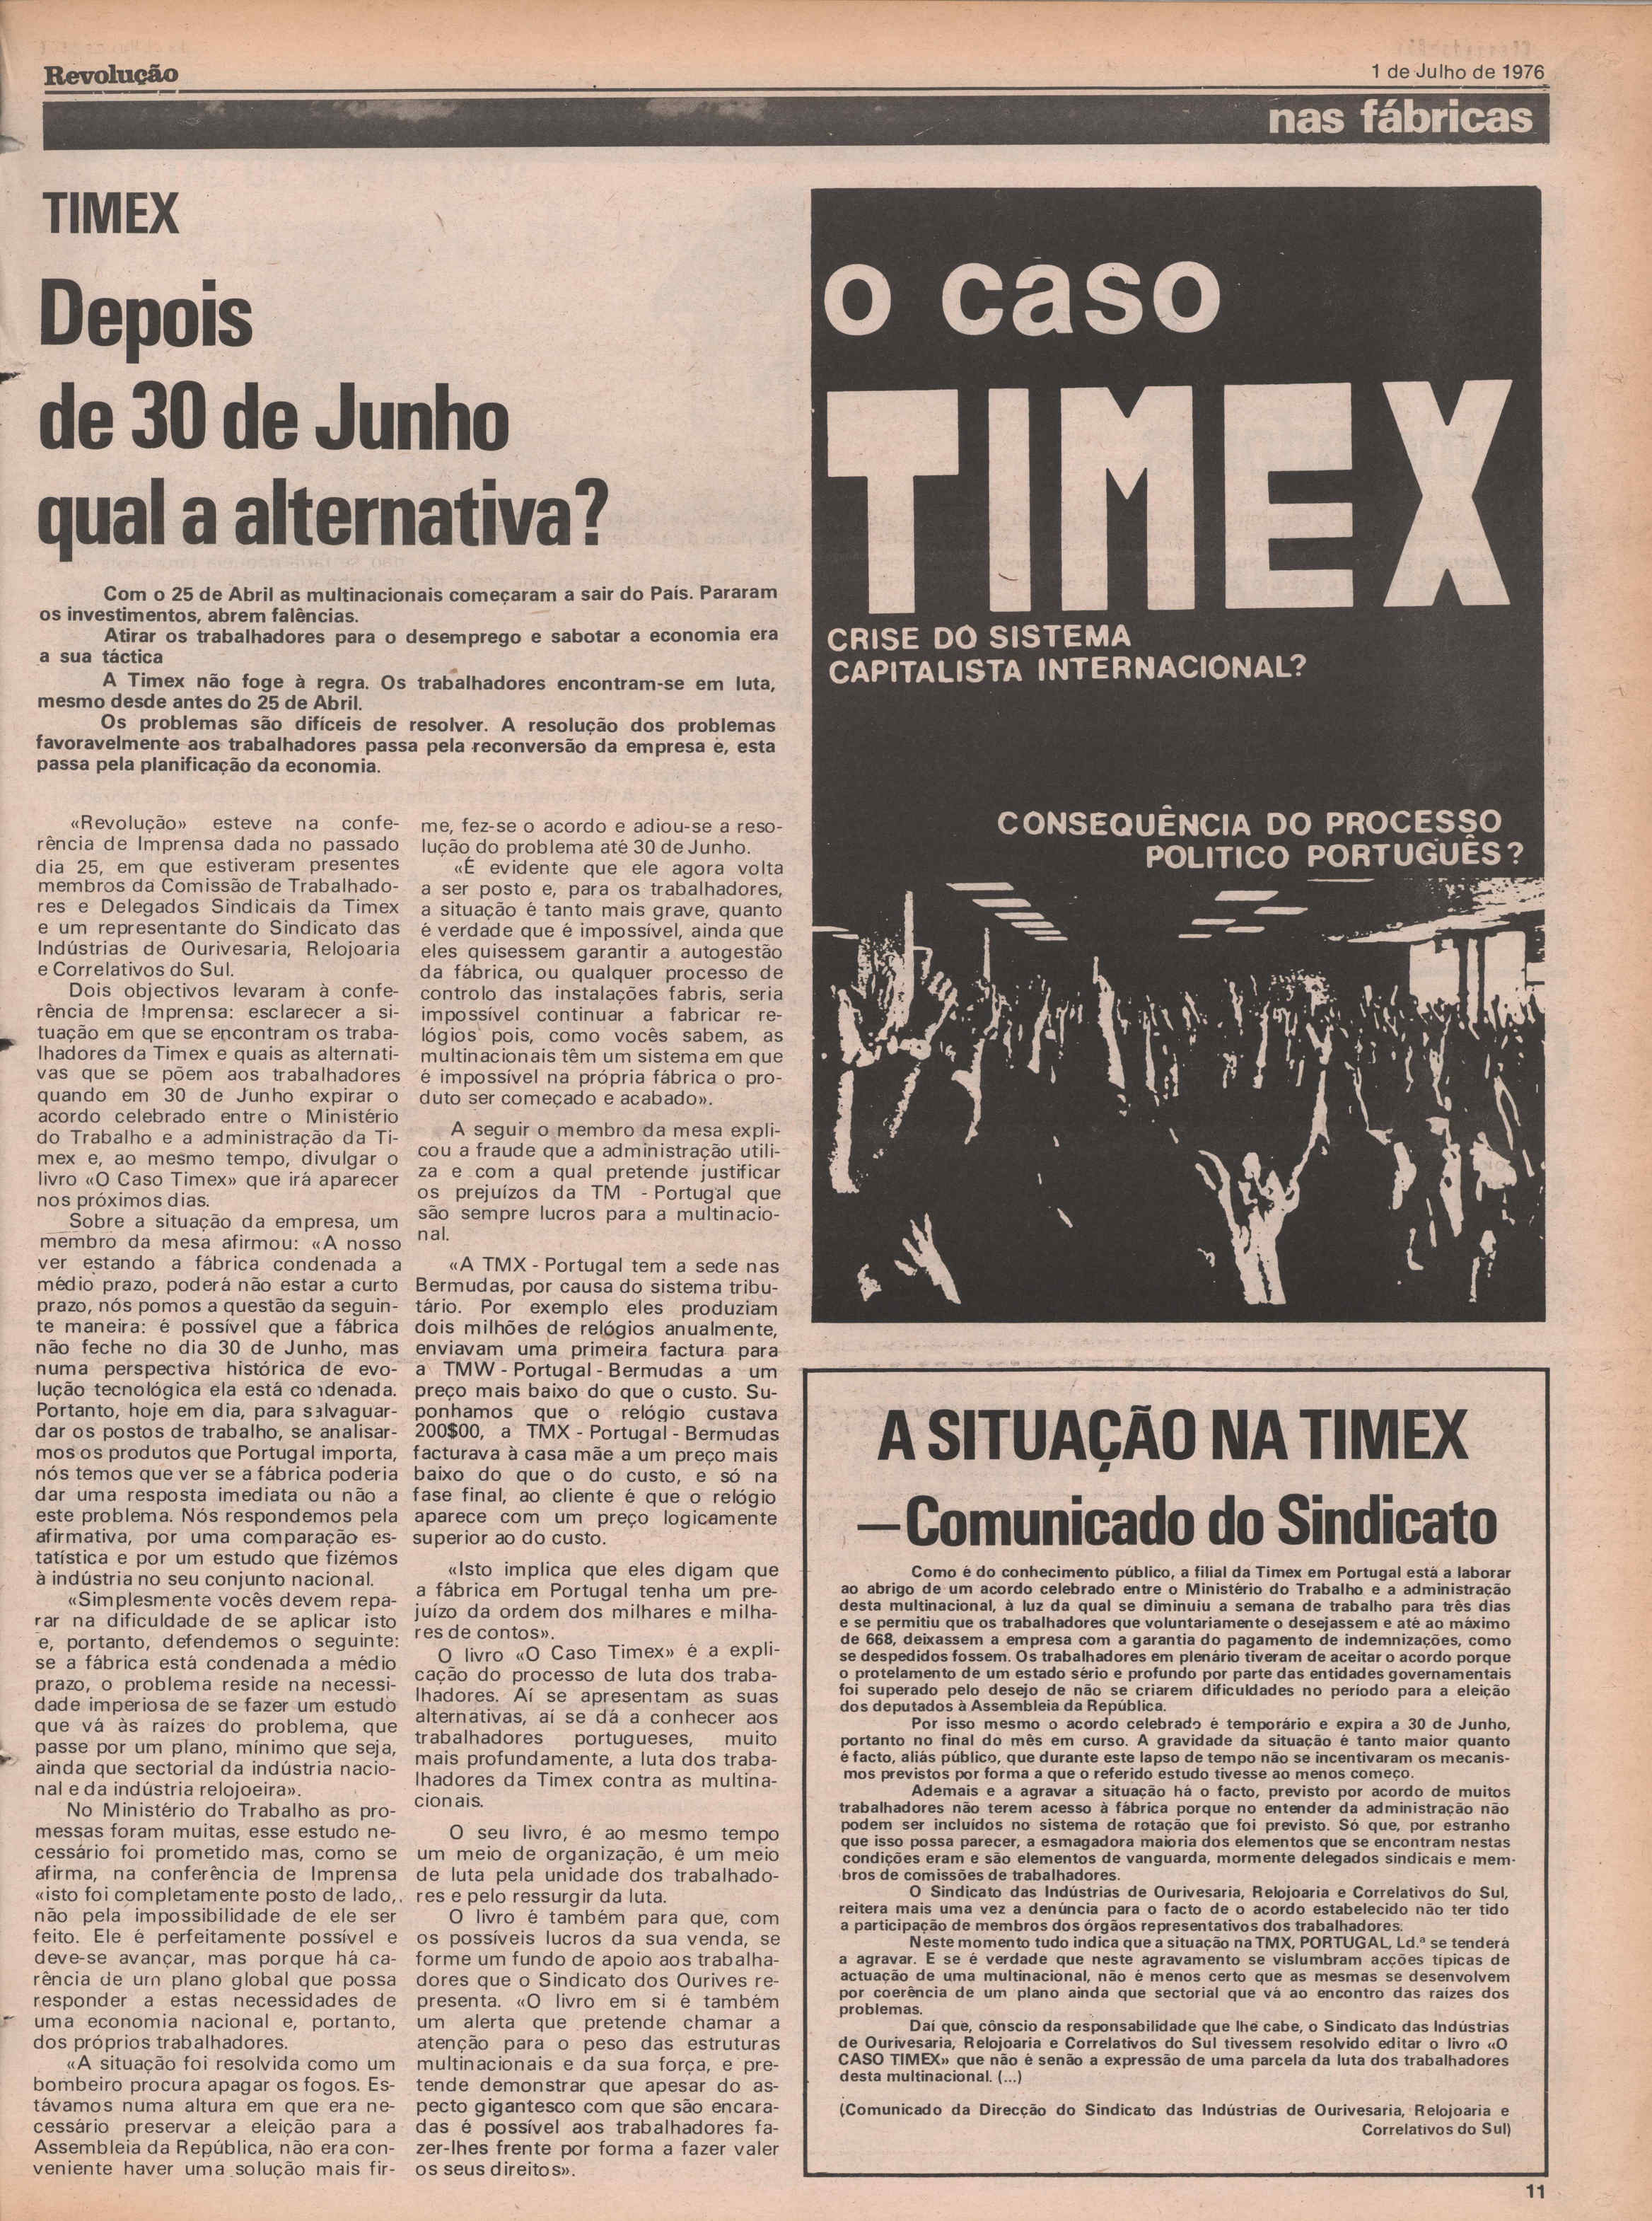 Revolução
1 de Julho de 1976
nas fábricas
TIMEX
Depois
de 30 de Junho
qual a alternativa?
Com o 25 de Abril as multinacionais começaram a sair do País. Pararam
os investimentos, abrem falências.
Atirar os trabalhadores para o desemprego e sabotar a economia era
a sua táctica
A Timex não foge à regra. Os trabalhadores encontram-se em luta,
mesmo desde antes do 25 de Abril.
Os problemas são difíceis de resolver. A resolução dos problemas
favoravelmente aos trabalhadores passa pela reconversão da empresa e, esta
passa pela planificação da economia.
«Revolução» esteve na confe-
rência de Imprensa dada no passado
dia 25, em que estiveram presentes
membros da Comissão de Trabalhado-
res e Delegados Sindicais da Timex
e um representante do Sindicato das
Indústrias de Ourivesaria, Relojoaria
e Correlativos do Sul.
Dois objectivos levaram à confe-
rência de Imprensa: esclarecer a si-
tuação em que se encontram os traba-
lhadores da Timex e quais as alternati-
vas que se põem aos trabalhadores
quando em 30 de Junho expirar o
acordo celebrado entre o Ministério
do Trabalho e a administração da Ti-
mex e, ao mesmo tempo, divulgar o
livro «O Caso Timex» que irá aparecer
nos próximos dias.
Sobre a situação da empresa, um
membro da mesa afirmou: «A nosso
ver estando a fábrica condenada a
médio prazo, poderá não estar a curto
prazo, nós pomos a questão da seguin-
te maneira: é possível que a fábrica
não feche no dia 30 de Junho, mas
numa perspectiva histórica de evo-
lução tecnológica ela está condenada.
Portanto, hoje em dia, para salvaguar-
dar os postos de trabalho, se analisar-
mos os produtos que Portugal importa,
nós temos que ver se a fábrica poderia
dar uma resposta imediata ou não a
este problema. Nós respondemos pela
afirmativa, por uma comparação es-
tatística e por um estudo que fizémos
à indústria no seu conjunto nacional.
«Simplesmente vocês devem repa-
rar na dificuldade de se aplicar isto
e, portanto, defendemos o seguinte:
se a fábrica está condenada a médio
prazo, o problema reside na necessi-
dade imperiosa de se fazer um estudo
que vá às raízes do problema, que
passe por um plano, mínimo que seja,
ainda que sectorial da indústria nacio-
nal e da indústria relojoeira».
No Ministério do Trabalho as pro-
messas foram muitas, esse estudo ne-
cessário foi prometido mas, como se
afirma, na conferência de Imprensa
«isto foi completamente posto de lado,
não pela impossibilidade de ele ser
feito. Ele é perfeitamente possível e
deve-se avançar, mas porque há ca-
rência de um plano global que possa
responder a estas necessidades de
uma economia nacional e, portanto,
dos próprios trabalhadores.
«A situação foi resolvida como um
bombeiro procura apagar os fogos. Es-
távamos numa altura em que era ne-
cessário preservar a eleição para a
Assembleia da República, não era con-
veniente haver uma solução mais fir-
me, fez-se o acordo e adiou-se a reso-
lução do problema até 30 de Junho.
«É evidente que ele agora volta
a ser posto e, para os trabalhadores,
a situação é tanto mais grave, quanto
é verdade que é impossível, ainda que
eles quisessem garantir a autogestão
da fábrica, ou qualquer processo de
controlo das instalações fabris, seria
impossível continuar a fabricar re-
lógios pois, como vocês sabem, as
multinacionais têm um sistema em que
é impossível na própria fábrica o pro-
duto ser começado e acabado».
A seguir o membro da mesa expli-
cou a fraude que a administração utili-
za e com a qual pretende justificar
os prejuízos da TM - Portugal que
são sempre lucros para a multinacio-
nal.
«A TMX - Portugal tem a sede nas
Bermudas, por causa do sistema tribu-
tário. Por exemplo eles produziam
dois milhões de relógios anualmente,
enviavam uma primeira factura para
a TMW - Portugal - Bermudas a um
preço mais baixo do que o custo. Su-
ponhamos que o relógio custava
200$00, a TMX - Portugal - Bermudas
facturava à casa mãe a um preço mais
baixo do que o do custo, e só na
fase final, ao cliente é que o relógio
aparece com um preço logicamente
superior ao do custo.
«Isto implica que eles digam que
a fábrica em Portugal tenha um pre-
juízo da ordem dos milhares e milha-
res de contos».
O livro «O Caso Timex» é a expli-
cação do processo de luta dos traba-
lhadores. Aí se apresentam as suas
alternativas, aí se dá a conhecer aos
trabalhadores portugueses, muito
mais profundamente, a luta dos traba-
lhadores da Timex contra as multina-
cionais.
O seu livro, é ao mesmo tempo
um meio de organização, é um meio
de luta pela unidade dos trabalhado-
res e pelo ressurgir da luta.
O livro é também para que, com
os possíveis lucros da sua venda, se
forme um fundo de apoio aos trabalha-
dores que o Sindicato dos Ourives re-
presenta. «O livro em si é também
um alerta que pretende chamar a
atenção para o peso das estruturas
multinacionais e da sua força, e pre-
tende demonstrar que apesar do as-
pecto gigantesco com que são encara-
das é possível aos trabalhadores fa-
zer-lhes frente por forma a fazer valer
os seus direitos».
o caso
TIMEX
CRISE DO SISTEMA
CAPITALISTA INTERNACIONAL?
CONSEQUÊNCIA DO PROCESSO
POLITICO PORTUGUÊS?
A SITUAÇÃO NA TIMEX
—Comunicado do Sindicato
Como é do conhecimento público, a filial da Timex em Portugal está a laborar
ao abrigo de um acordo celebrado entre o Ministério do Trabalho e a administração
desta multinacional, à luz da qual se diminuiu a semana de trabalho para três dias
e se permitiu que os trabalhadores que voluntariamente o desejassem e até ao máximo
de 668, deixassem a empresa com a garantia do pagamento de indemnizações, como
se despedidos fossem. Os trabalhadores em plenário tiveram de aceitar o acordo porque
o protelamento de um estado sério e profundo por parte das entidades governamentais
foi superado pelo desejo de não se criarem dificuldades no período para a eleição
dos deputados à Assembleia da República.
Por isso mesmo o acordo celebrado é temporário e expira a 30 de Junho,
portanto no final do mês em curso. A gravidade da situação é tanto maior quanto
é facto, aliás público, que durante este lapso de tempo não se incentivaram os mecanis-
mos previstos por forma a que o referido estudo tivesse ao menos começo.
Ademais e a agravar a situação há o facto, previsto por acordo de muitos
trabalhadores não terem acesso à fábrica porque no entender da administração não
podem ser incluídos no sistema de rotação que foi previsto. Só que, por estranho
que isso possa parecer, a esmagadora maioria dos elementos que se encontram nestas
condições eram e são elementos de vanguarda, mormente delegados sindicais e mem-
bros de comissões de trabalhadores.
O Sindicato das Indústrias de Ourivesaria, Relojoaria e Correlativos do Sul,
reitera mais uma vez a denúncia para o facto de o acordo estabelecido não ter tido
a participação de membros dos órgãos representativos dos trabalhadores.
Neste momento tudo indica que a situação na TMX, PORTUGAL, Ld.ª se tenderá
a agravar. E se é verdade que neste agravamento se vislumbram acções típicas de
actuação de uma multinacional, não é menos certo que as mesmas se desenvolvem
por coerência de um plano ainda que sectorial que vá ao encontro das raízes dos
problemas.
Daí que, cônscio da responsabilidade que lhe cabe, o Sindicato das Indústrias
de Ourivesaria, Relojoaria e Correlativos do Sul tivessem resolvido editar o livro «O
CASO TIMEX» que não é senão a expressão de uma parcela da luta dos trabalhadores
desta multinacional. (...)
(Comunicado da Direcção do Sindicato das Indústrias de Ourivesaria, Relojoaria e
Correlativos do Sul)
11